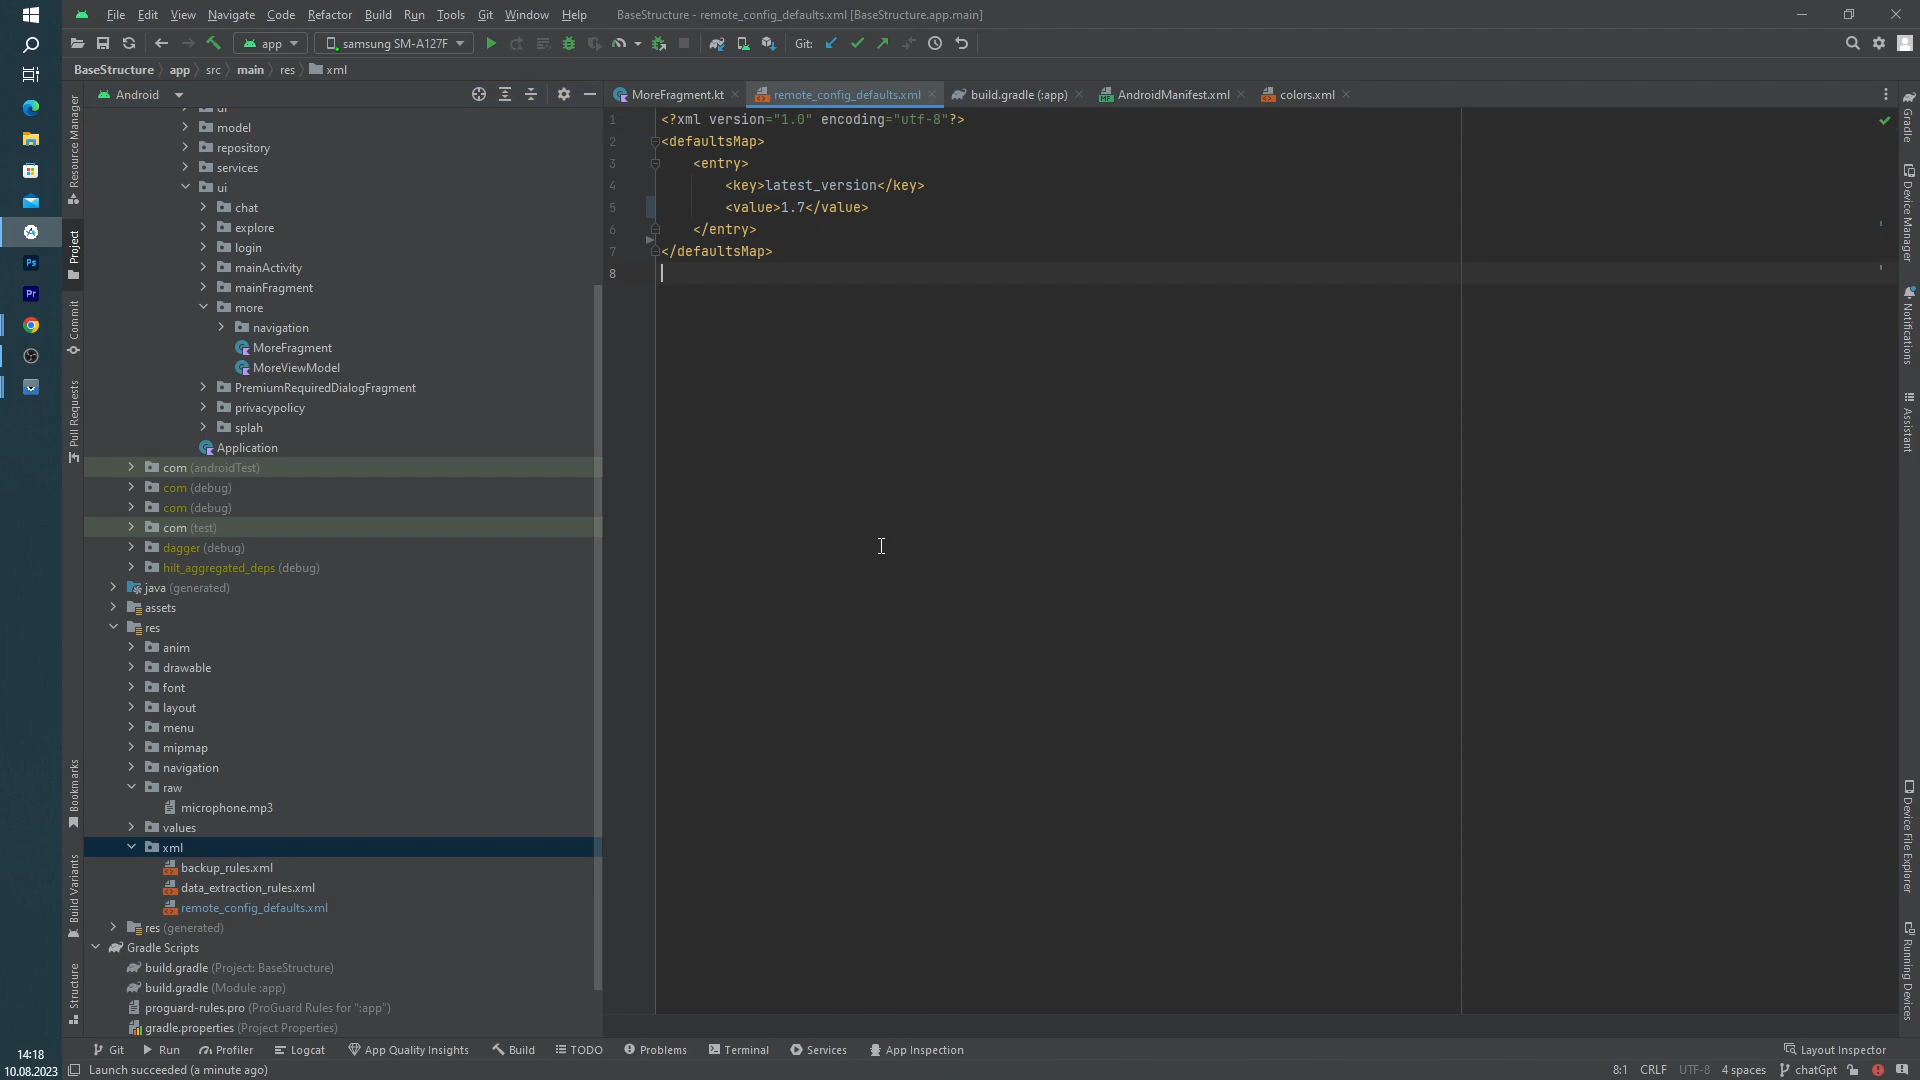 File Edit View Navigate Code Refactor Build Run Tools Git Window Help BaseStructure - remote_config_defaults.xml [BaseStructure.app.main]
app samsung SM-A127F Git:
BaseStructure app src main res xml
Android
MoreFragment.kt remote_config_defaults.xml build.gradle (:app) AndroidManifest.xml colors.xml
Resource Manager
Project
Commit
Pull Requests
Bookmarks
Build Variants
Structure
ui
model
repository
services
ui
chat
explore
login
mainActivity
mainFragment
more
navigation
MoreFragment
MoreViewModel
PremiumRequiredDialogFragment
privacypolicy
splah
Application
com (androidTest)
com (debug)
com (debug)
com (test)
dagger (debug)
hilt_aggregated_deps (debug)
java (generated)
assets
res
anim
drawable
font
layout
menu
mipmap
navigation
raw
microphone.mp3
values
xml
backup_rules.xml
data_extraction_rules.xml
remote_config_defaults.xml
res (generated)
Gradle Scripts
build.gradle (Project: BaseStructure)
build.gradle (Module :app)
proguard-rules.pro (ProGuard Rules for ":app")
gradle.properties (Project Properties)
1 <?xml version="1.0" encoding="utf-8"?>
2 <defaultsMap>
3 <entry>
4 <key>latest_version</key>
5 <value>1.7</value>
6 </entry>
7 </defaultsMap>
8
Gradle
Device Manager
Notifications
Assistant
Device File Explorer
Running Devices
Ps
Pr
Git Run Profiler Logcat App Quality Insights Build TODO Problems Terminal Services App Inspection Layout Inspector
Launch succeeded (a minute ago) 8:1 CRLF UTF-8 4 spaces chatGpt
14:18
10.08.2023